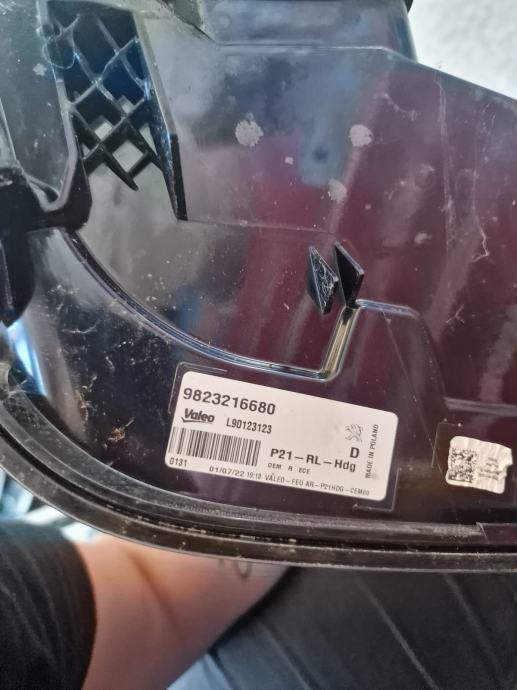 9823216680
Valeo L90123123
P21-RL-Hdg D
OEM R ECE
0131 01/07/22 19:13 VALEO-FEU AR-P21HDG-CEM00
MADE IN POLAND